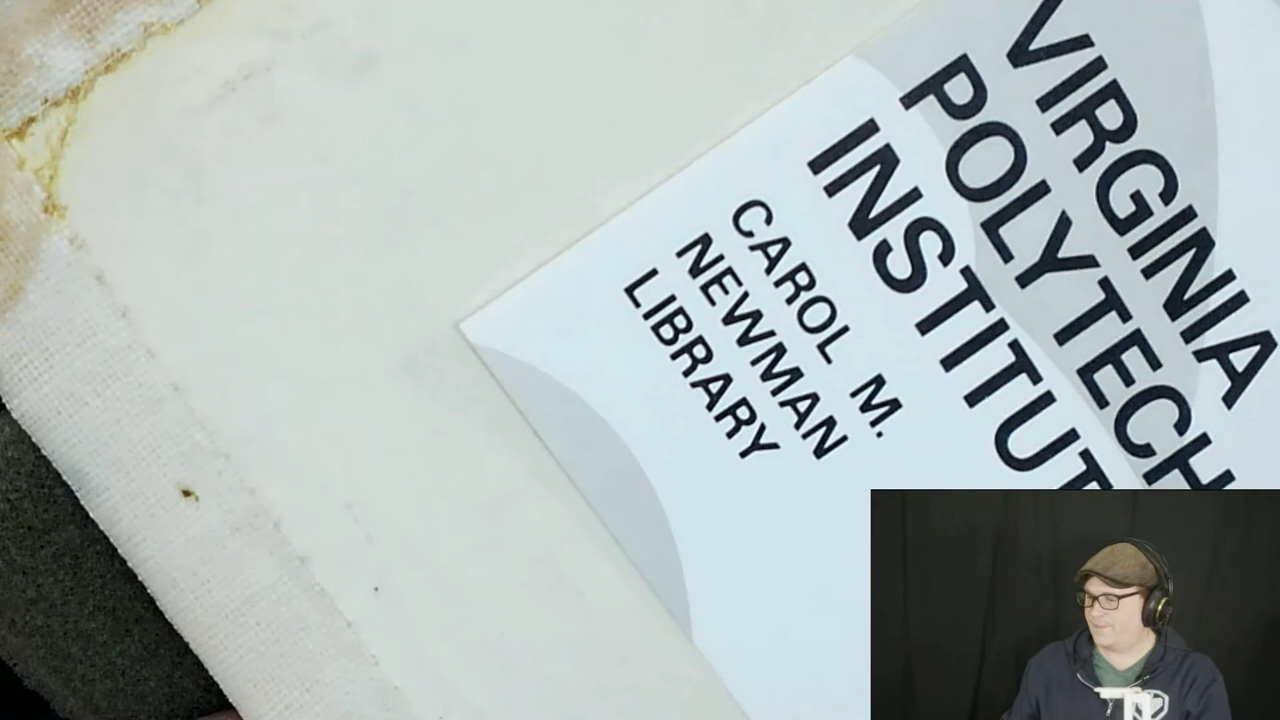 VIRGINIA
POLYTECH
INSTITUT
CAROL M.
NEWMAN
LIBRARY